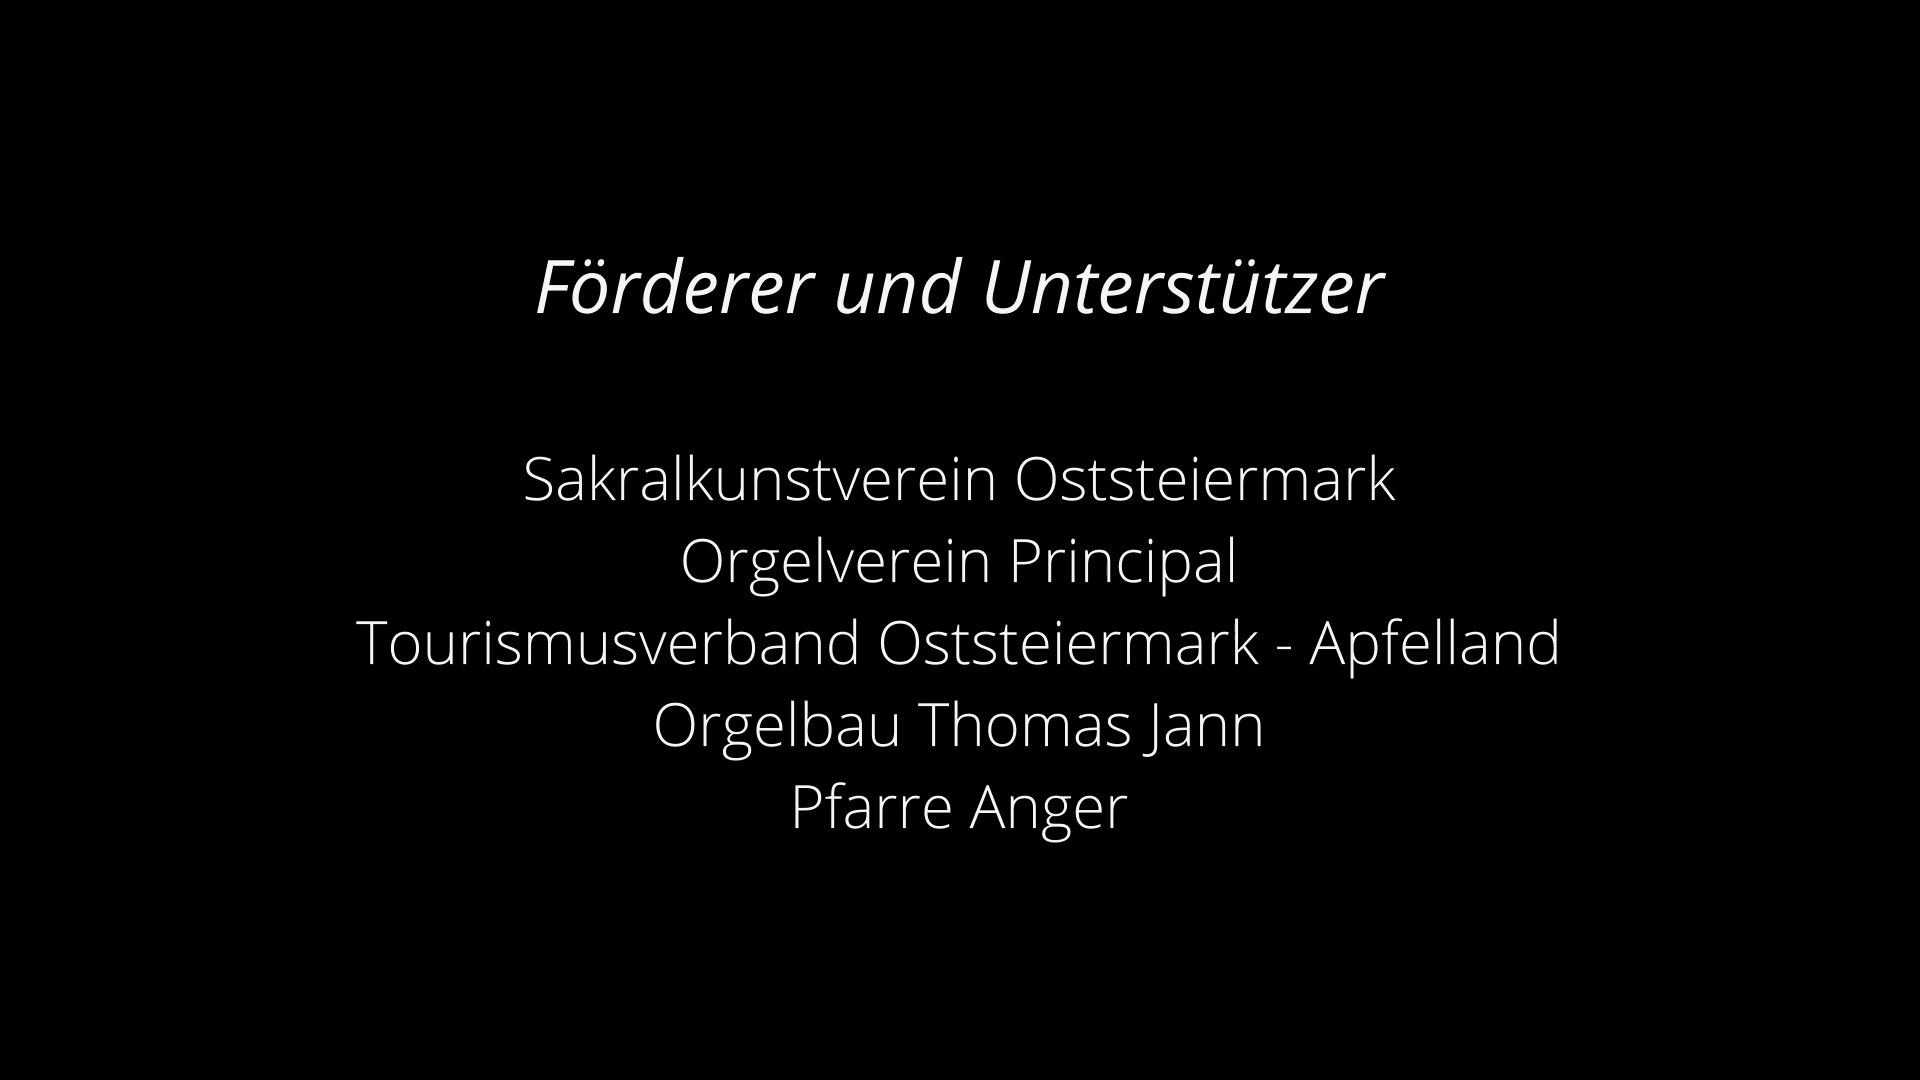 Förderer und Unterstützer
Sakralkunstverein Oststeiermark
Orgelverein Principal
Tourismusverband Oststeiermark - Apfelland
Orgelbau Thomas Jann
Pfarre Anger